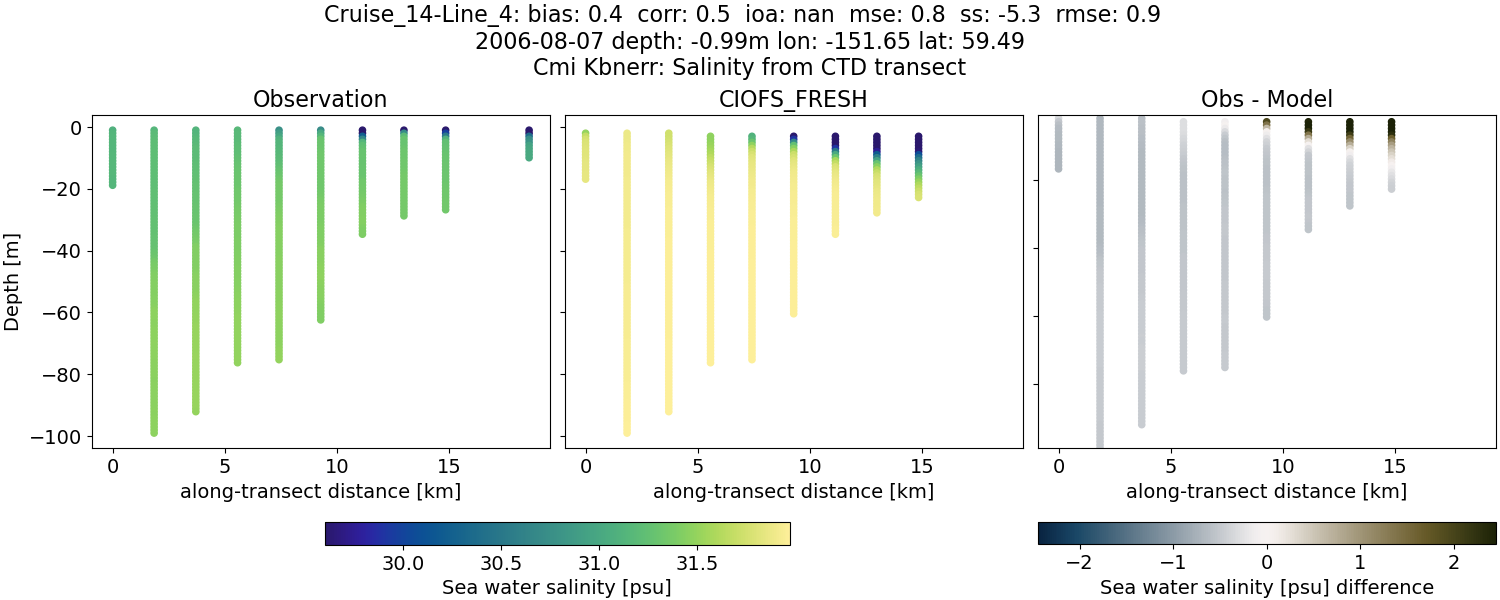 Cruise_14-Line_4: bias: 0.4  corr: 0.5  ioa: nan  mse: 0.8  ss: -5.3  rmse: 0.9
2006-08-07 depth: -0.99m lon: -151.65 lat: 59.49
Cmi Kbnerr: Salinity from CTD transect
Observation
CIOFS_FRESH
Obs - Model
Depth [m]
0
−20
−40
−60
−80
−100
0 5 10 15
0 5 10 15
0 5 10 15
along-transect distance [km]
along-transect distance [km]
along-transect distance [km]
30.0 30.5 31.0 31.5
Sea water salinity [psu]
−2 −1 0 1 2
Sea water salinity [psu] difference